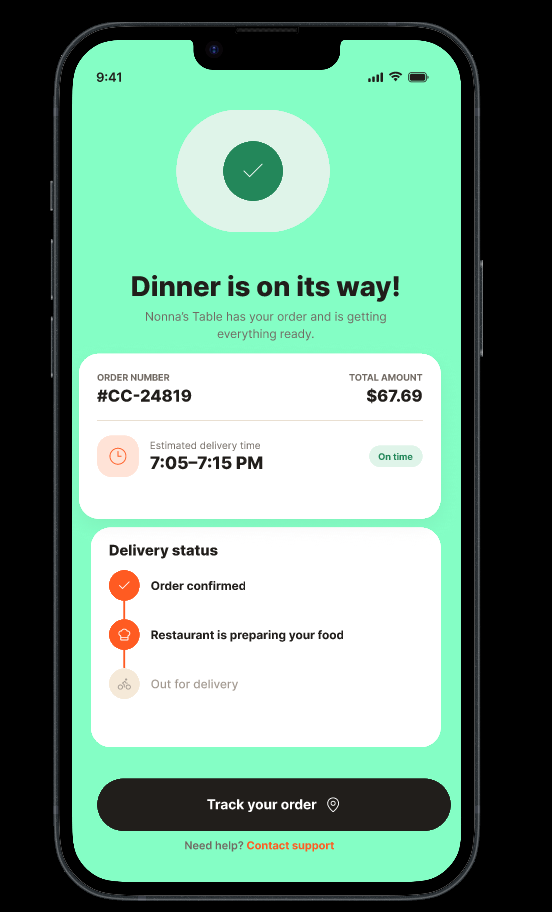 9:41
Dinner is on its way!
Nonna's Table has your order and is getting
everything ready.
ORDER NUMBER
TOTAL AMOUNT
#CC-24819
$67.69
Estimated delivery time
7:05–7:15 PM
On time
Delivery status
Order confirmed
Restaurant is preparing your food
Out for delivery
Track your order
Need help? Contact support